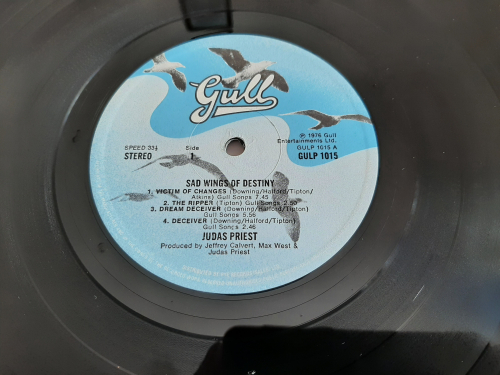 Gull
℗ 1976 Gull
Entertainments Ltd.
GULP 1015 A
GULP 1015
SPEED 33⅓
STEREO
Side
1
SAD WINGS OF DESTINY
1. VICTIM OF CHANGES (Downing/Halford/Tipton/
Atkins) Gull Songs 7.45
2. THE RIPPER (Tipton) Gull Songs 2.50
3. DREAM DECEIVER (Downing/Halford/Tipton)
Gull Songs 5.56
4. DECEIVER (Downing/Halford/Tipton)
Gull Songs 2.46
JUDAS PRIEST
Produced by Jeffrey Calvert, Max West &
Judas Priest